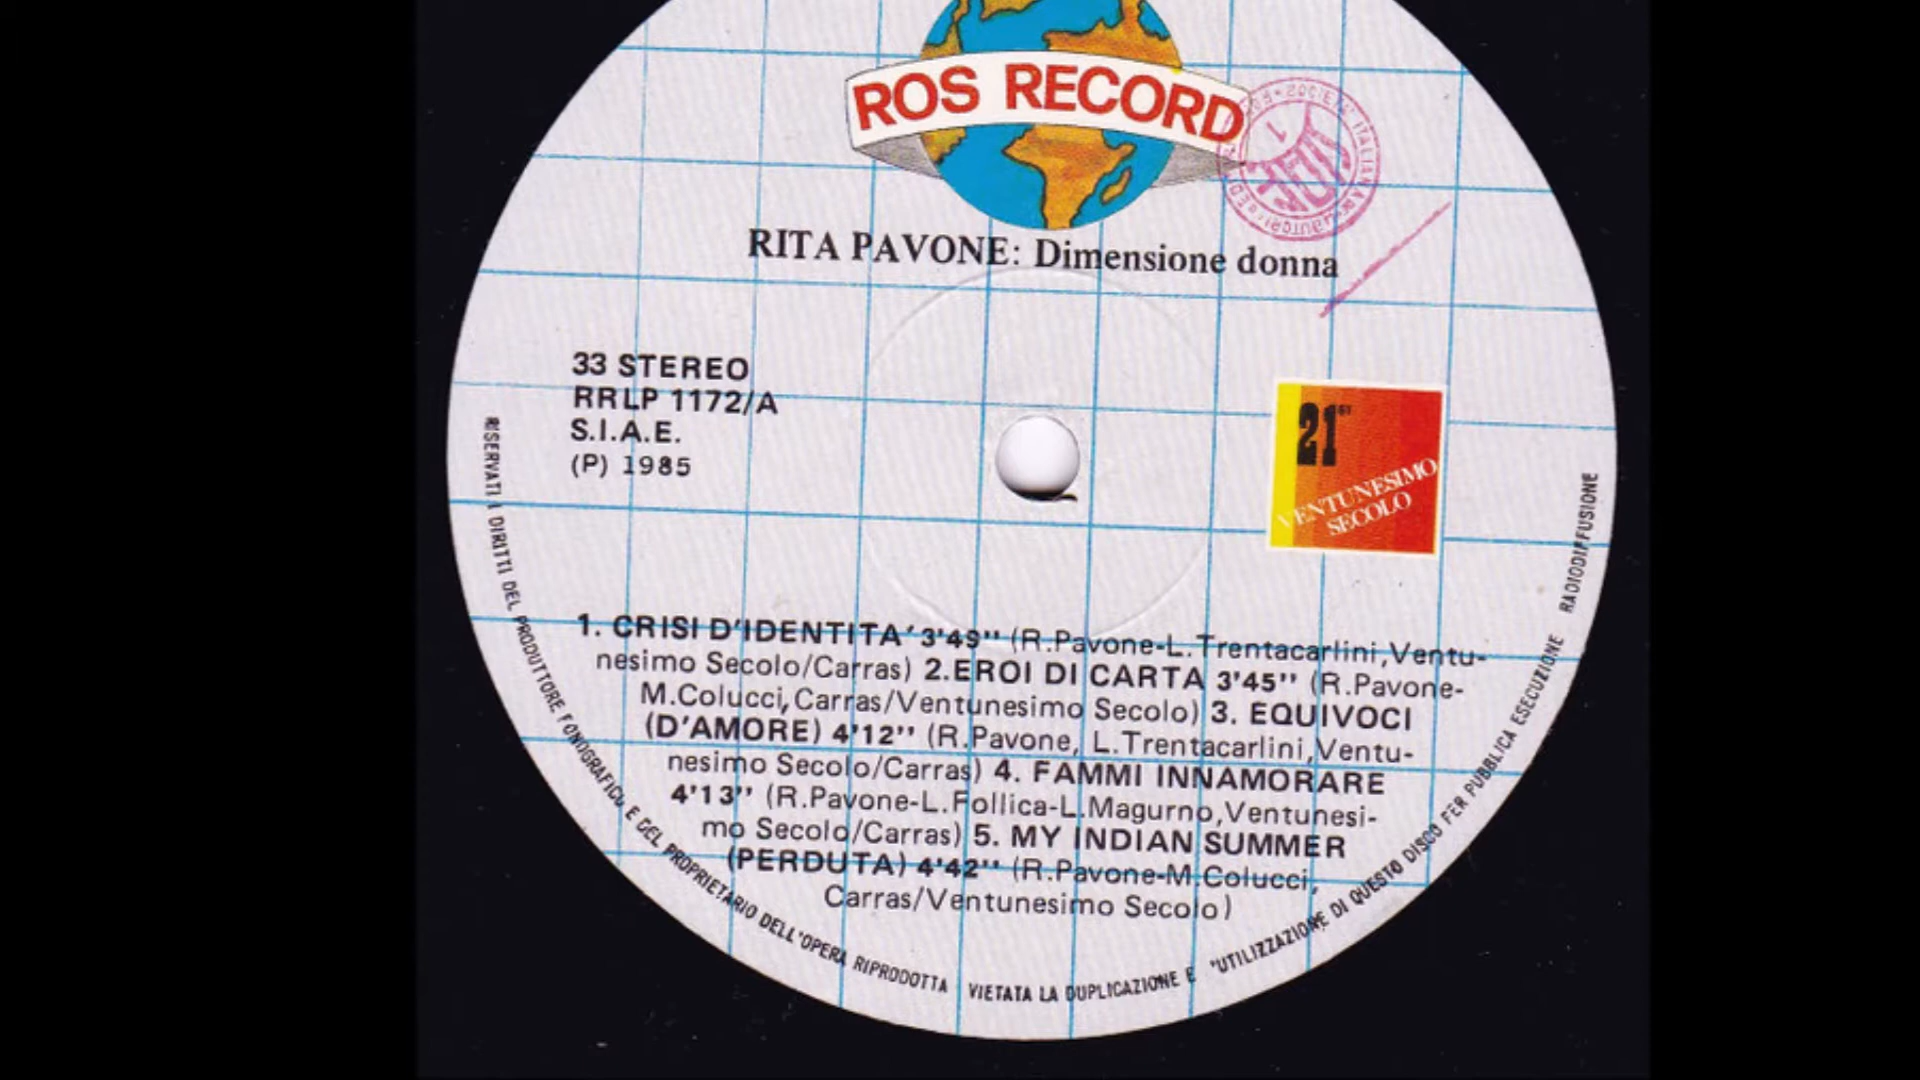 ROS RECORD
RITA PAVONE: Dimensione donna
33 STEREO
RRLP 1172/A
S.I.A.E.
(P) 1985
21ST
VENTUNESIMO
SECOLO
1. CRISI D'IDENTITA' 3'49'' (R.Pavone-L.Trentacarlini,Ventu-
nesimo Secolo/Carras) 2.EROI DI CARTA 3'45'' (R.Pavone-
M.Colucci,Carras/Ventunesimo Secolo) 3. EQUIVOCI
(D'AMORE) 4'12'' (R.Pavone, L.Trentacarlini,Ventu-
nesimo Secolo/Carras) 4. FAMMI INNAMORARE
4'13'' (R.Pavone-L.Follica-L.Magurno,Ventunesi-
mo Secolo/Carras) 5. MY INDIAN SUMMER
(PERDUTA) 4'42'' (R.Pavone-M.Colucci,
Carras/Ventunesimo Secolo)
RISERVATI I DIRITTI DEL PRODUTTORE FONOGRAFICO E DEL PROPRIETARIO DELL'OPERA RIPRODOTTA VIETATA LA DUPLICAZIONE E "UTILIZZAZIONE DI QUESTO DISCO PER PUBBLICA ESECUZIONE RADIODIFFUSIONE